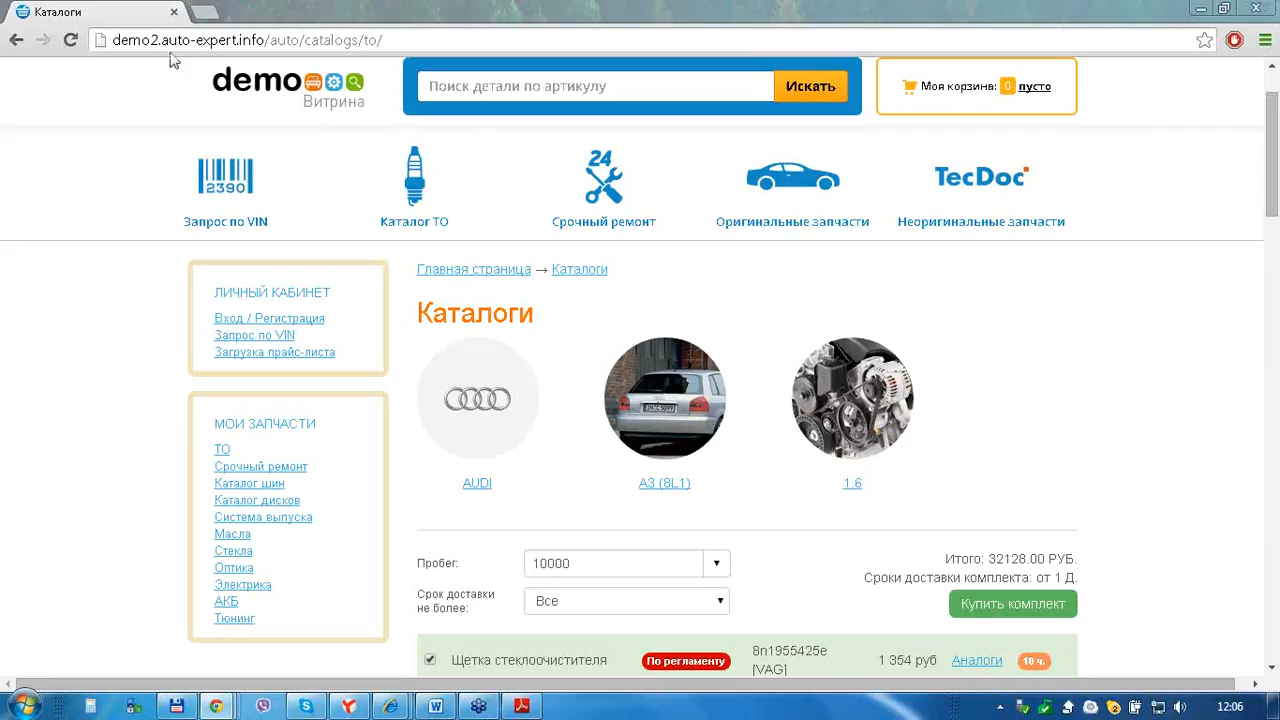 Каталоги
demo2.auto-expert.info/auto/catalogs/to/
demo
Витрина
Поиск детали по артикулу
Искать
Моя корзина: 0 пусто
2390
24
TecDoc
Запрос по VIN
Каталог ТО
Срочный ремонт
Оригинальные запчасти
Неоригинальные запчасти
ЛИЧНЫЙ КАБИНЕТ
Вход / Регистрация
Запрос по VIN
Загрузка прайс-листа
МОИ ЗАПЧАСТИ
ТО
Срочный ремонт
Каталог шин
Каталог дисков
Система выпуска
Масла
Стекла
Оптика
Электрика
АКБ
Тюнинг
Главная страница → Каталоги
Каталоги
AUDI
A3 (8L1)
1.6
Пробег:
10000
Срок доставки
не более:
Все
Итого: 32128.00 РУБ.
Сроки доставки комплекта: от 1 Д.
Купить комплект
Щетка стеклоочистителя
По регламенту
8n1955425e
[VAG]
1 354 руб
Аналоги
10 ч.
12:06